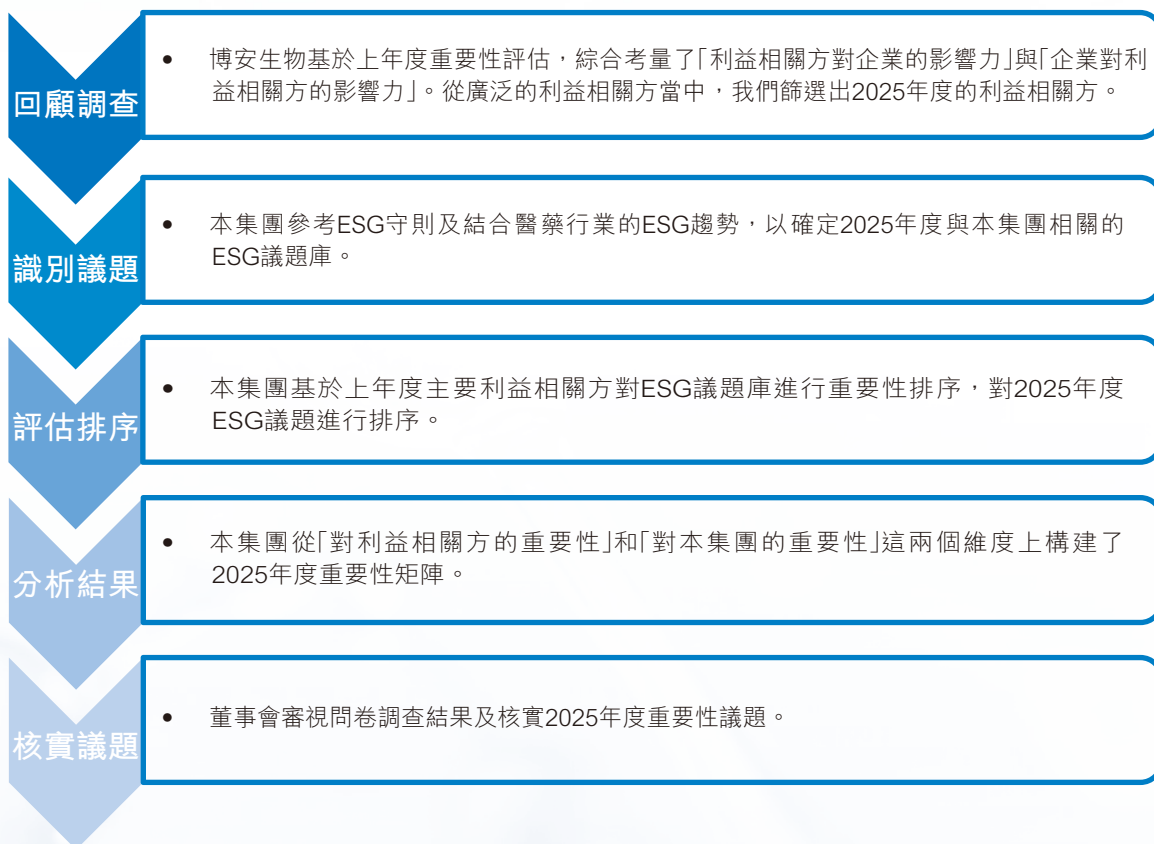 回顧調查
• 博安生物基於上年度重要性評估，綜合考量了「利益相關方對企業的影響力」與「企業對利
益相關方的影響力」。從廣泛的利益相關方當中，我們篩選出2025年度的利益相關方。
識別議題
• 本集團參考ESG守則及結合醫藥行業的ESG趨勢，以確定2025年度與本集團相關的
ESG議題庫。
評估排序
• 本集團基於上年度主要利益相關方對ESG議題庫進行重要性排序，對2025年度
ESG議題進行排序。
分析結果
• 本集團從「對利益相關方的重要性」和「對本集團的重要性」這兩個維度上構建了
2025年度重要性矩陣。
核實議題
• 董事會審視問卷調查結果及核實2025年度重要性議題。